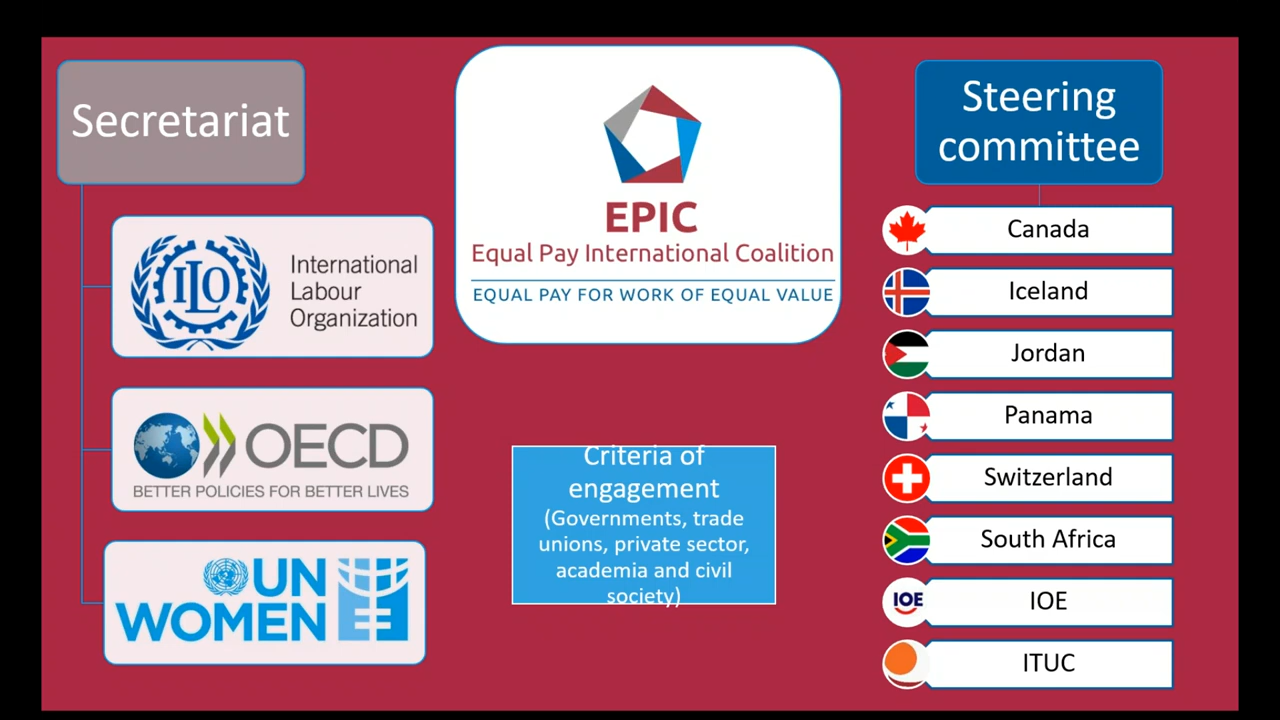 Secretariat
ILO
International
Labour
Organization
OECD
BETTER POLICIES FOR BETTER LIVES
UN
WOMEN
EPIC
Equal Pay International Coalition
EQUAL PAY FOR WORK OF EQUAL VALUE
Criteria of
engagement
(Governments, trade
unions, private sector,
academia and civil
society)
Steering
committee
Canada
Iceland
Jordan
Panama
Switzerland
South Africa
IOE
IOE
ITUC